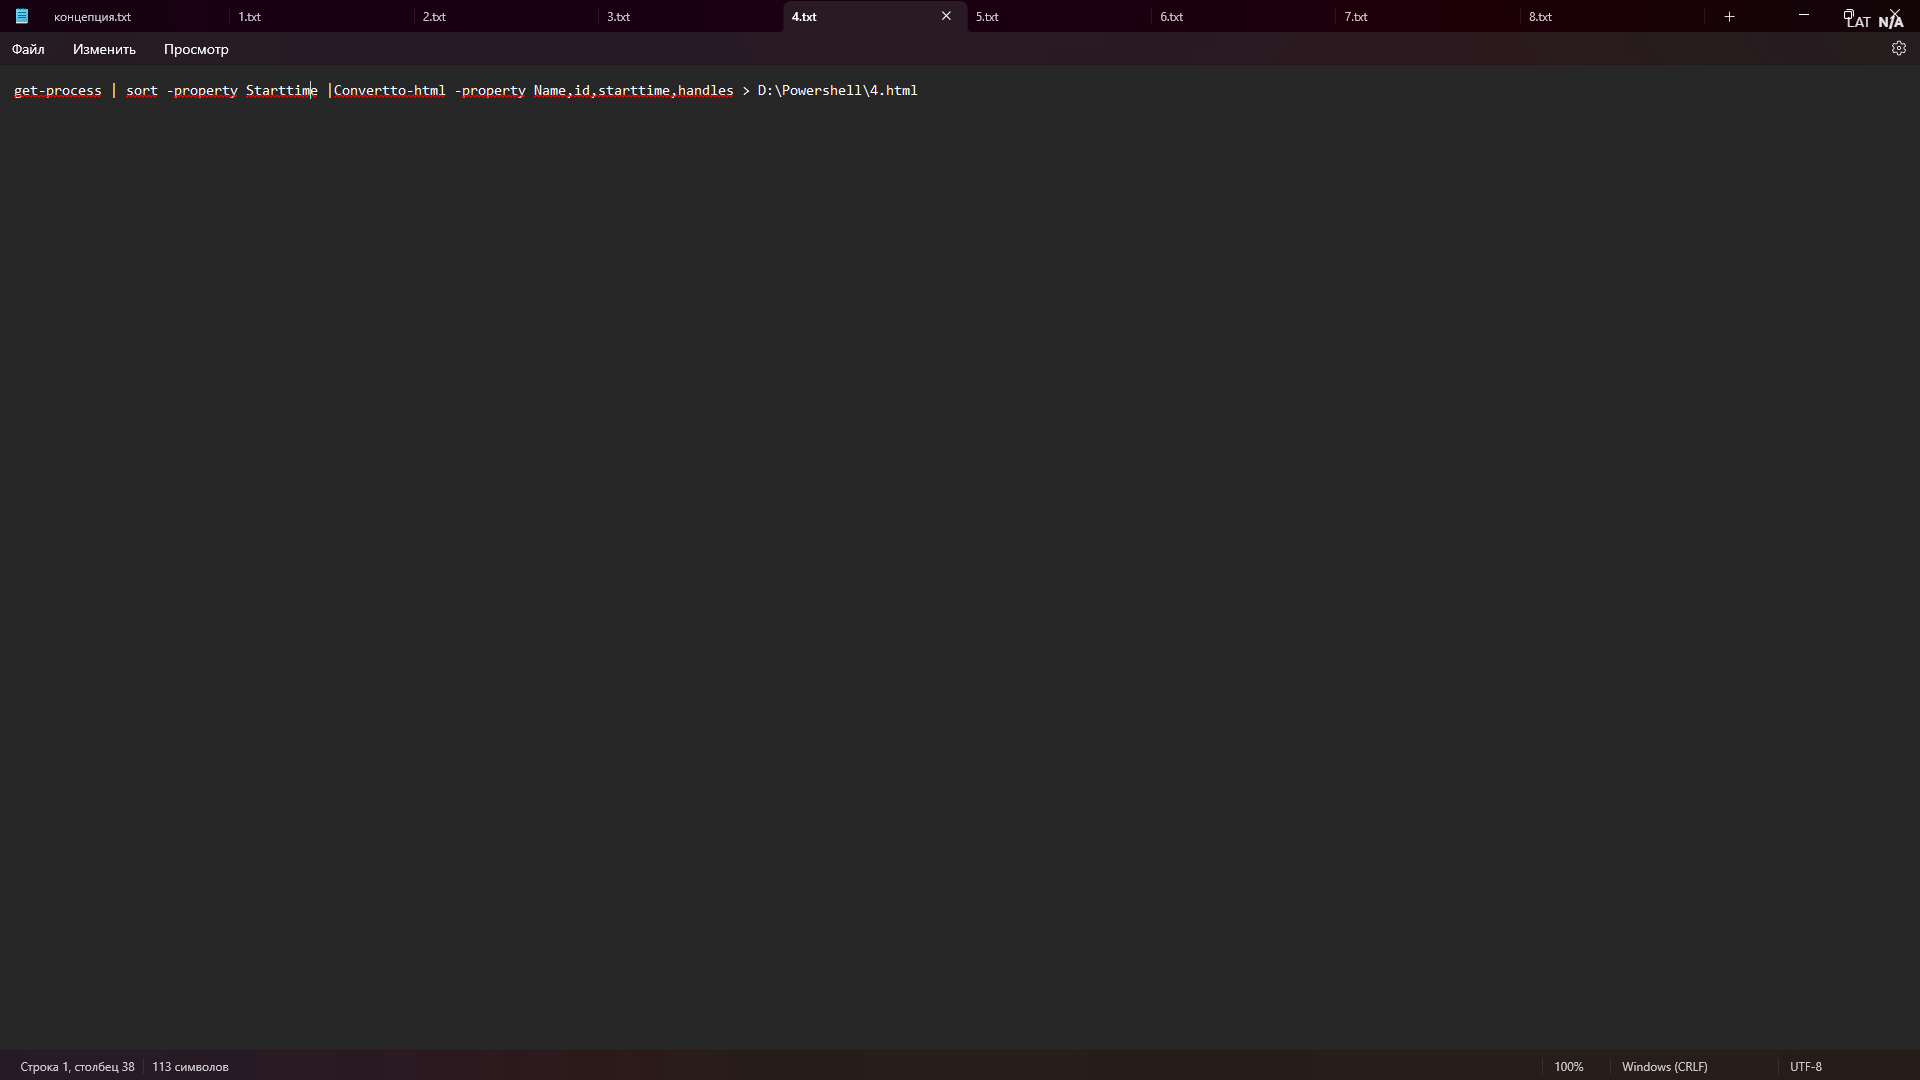 концепция.txt 1.txt 2.txt 3.txt 4.txt 5.txt 6.txt 7.txt 8.txt
LAT N/A
Файл Изменить Просмотр
get-process | sort -property Starttime |Convertto-html -property Name,id,starttime,handles > D:\Powershell\4.html
Строка 1, столбец 38 113 символов 100% Windows (CRLF) UTF-8